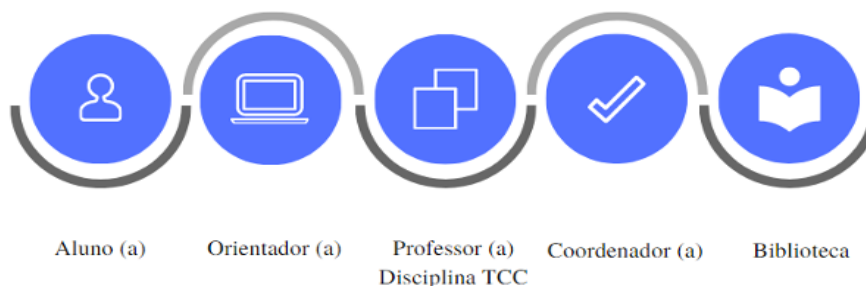 Aluno (a)
Orientador (a)
Professor (a)
Disciplina TCC
Coordenador (a)
Biblioteca